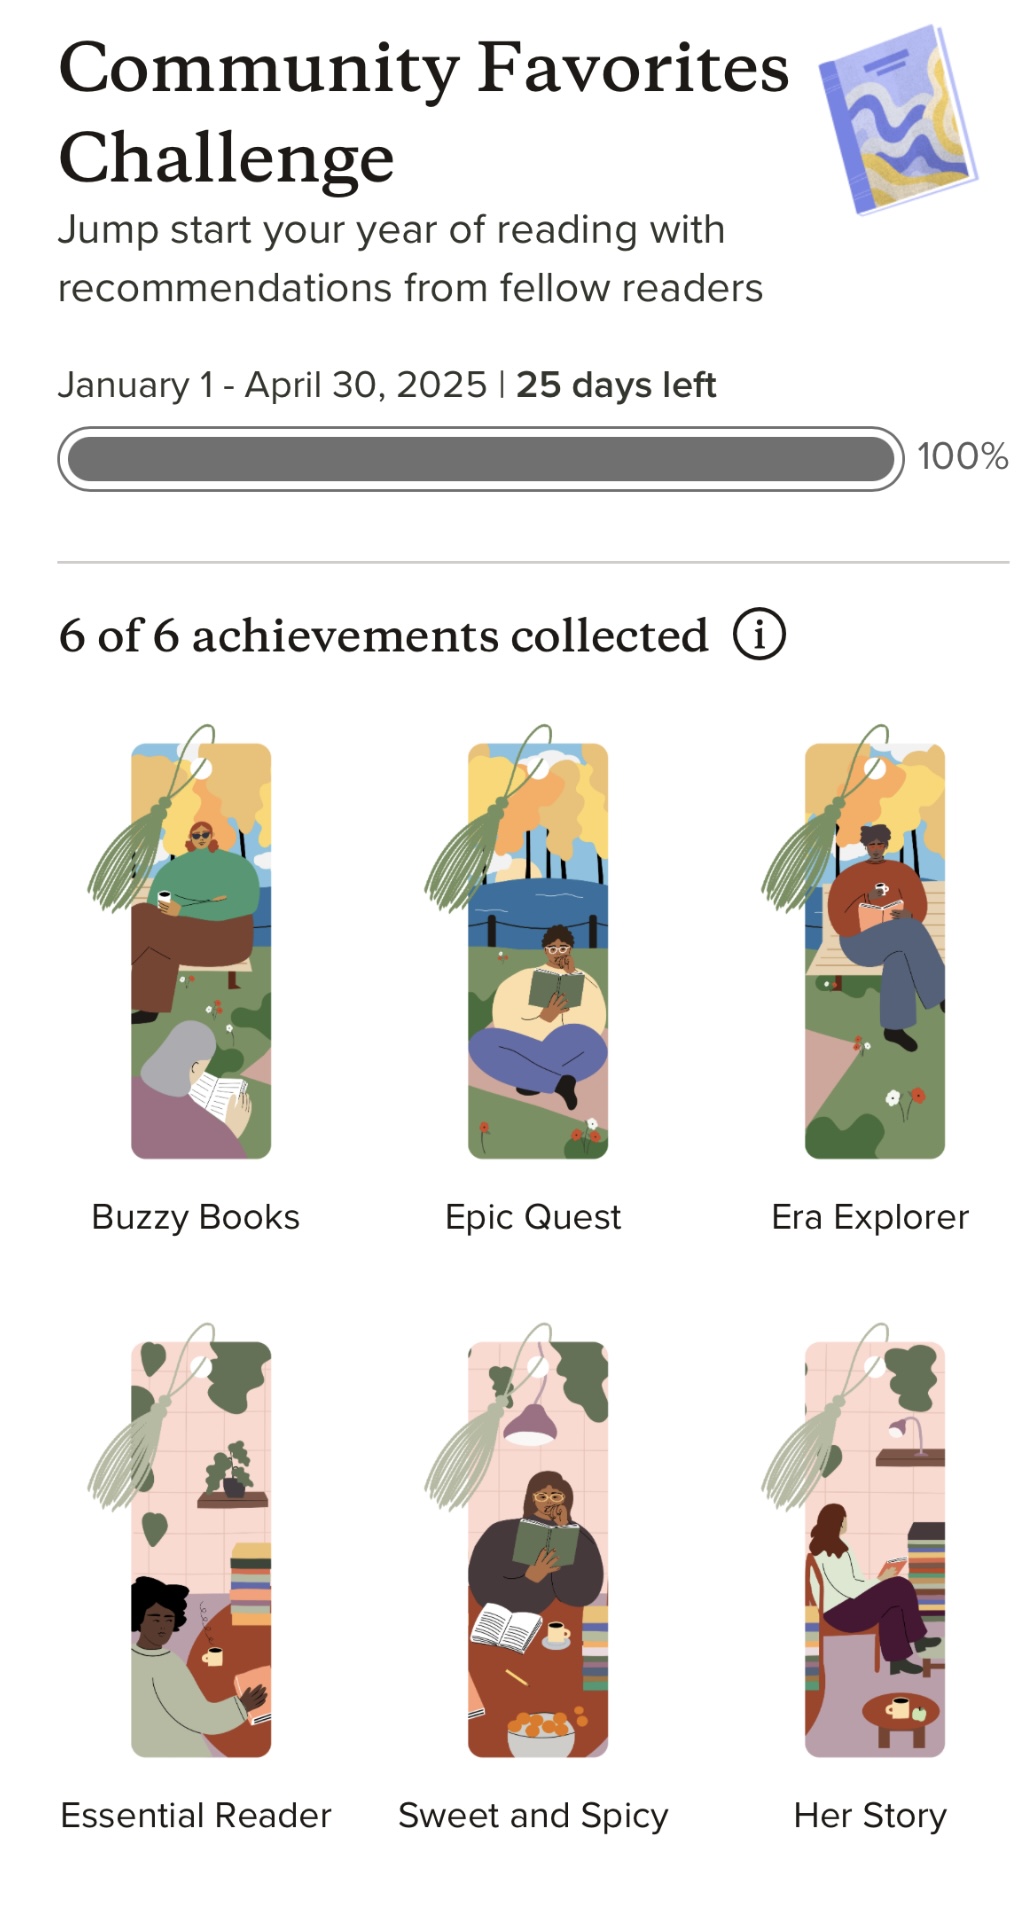 Community Favorites
Challenge
Jump start your year of reading with
recommendations from fellow readers
January 1 - April 30, 2025 | 25 days left
100%
6 of 6 achievements collected
Buzzy Books
Epic Quest
Era Explorer
Essential Reader
Sweet and Spicy
Her Story